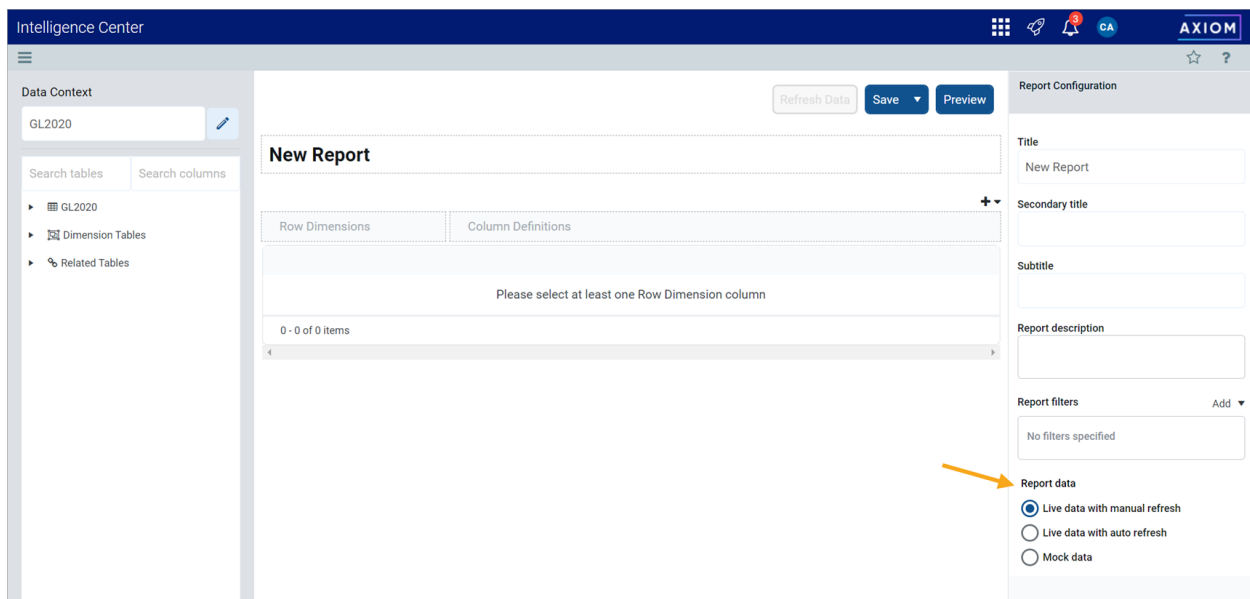 Intelligence Center
3
CA
AXIOM
?
Data Context
GL2020
Search tables
Search columns
GL2020
Dimension Tables
Related Tables
Refresh Data
Save
Preview
New Report
Row Dimensions
Column Definitions
Please select at least one Row Dimension column
0 - 0 of 0 items
Report Configuration
Title
New Report
Secondary title
Subtitle
Report description
Report filters
Add
No filters specified
Report data
Live data with manual refresh
Live data with auto refresh
Mock data